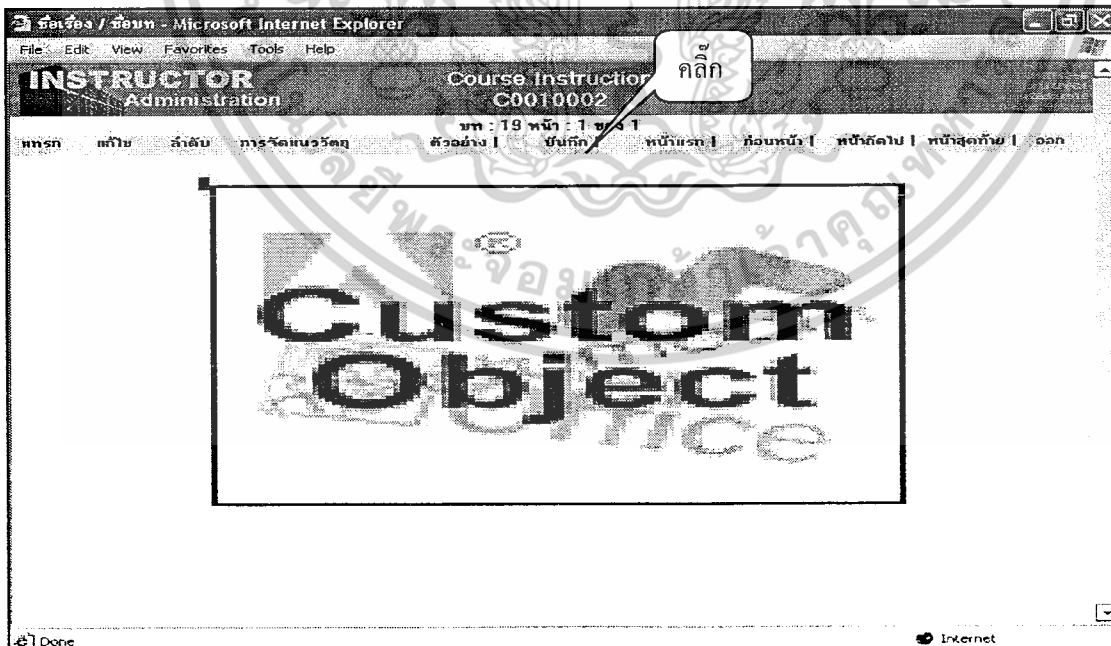 ชื่อเรื่อง / ชื่อบท - Microsoft Internet Explorer
File Edit View Favorites Tools Help
คลิ๊ก
INSTRUCTOR
Administration
Course Instruction
C0010002
บท : 19 หน้า : 1 ของ 1
แทรก แก้ไข ลำดับ การจัดแนววัตถุ ตัวอย่าง | บันทึก | หน้าแรก | ก่อนหน้า | หน้าถัดไป | หน้าสุดท้าย | ออก
Custom
Object
Done Internet